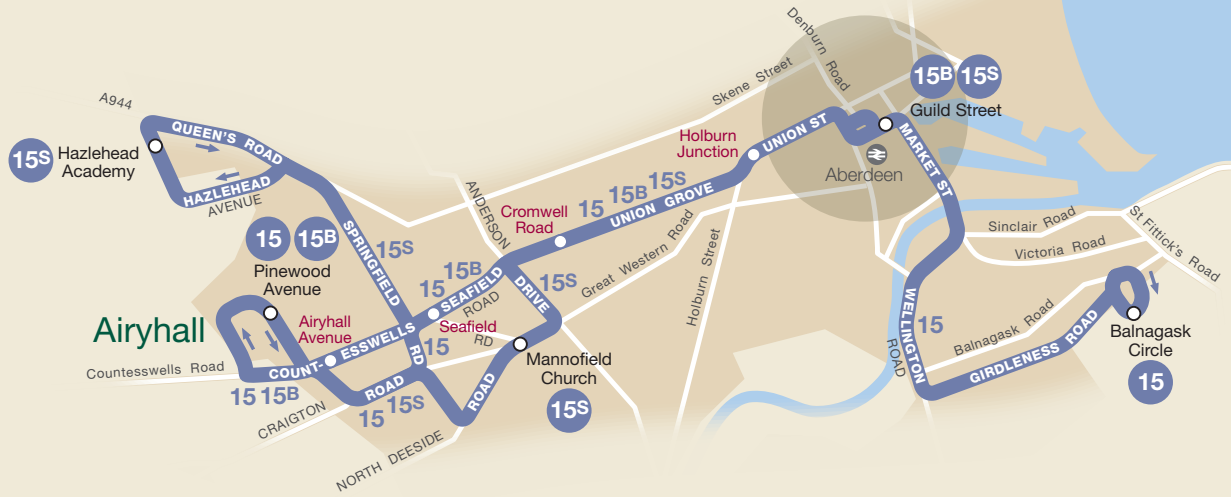 Denburn
Road
Skene Street
A944
15B 15S
Guild Street
QUEEN'S ROAD
15S
Hazlehead
Academy
HAZLEHEAD
AVENUE
Holburn
Junction
UNION ST
MARKET ST
Aberdeen
ANDERSON
DRIVE
Cromwell
Road
15 15B 15S
UNION GROVE
Great Western Road
Holburn Street
Sinclair Road
Victoria Road
St Fittick's Road
15 15B
Pinewood
Avenue
SPRINGFIELD
RD
15S
15 15B
SEAFIELD
ROAD
15S
Seafield
RD
Airyhall
Airyhall
Avenue
COUNT-
ESSWELLS
ROAD
15
Countesswells Road
15 15B
CRAIGTON
15 15S
ROAD
NORTH DEESIDE
Mannofield
Church
15S
WELLINGTON
ROAD
15
Balnagask Road
GIRDLENESS ROAD
Balnagask
Circle
15